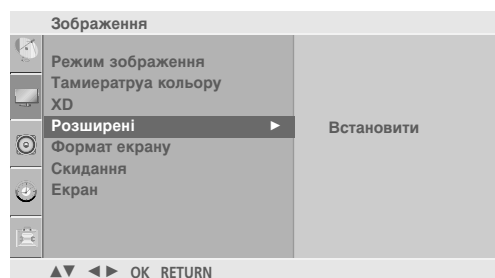 Зображення
Режим зображення
Тамиератруа кольору
XD
Розширені ►
Встановити
Формат екрану
Скидання
Екран
▲▼ ◄► OK RETURN